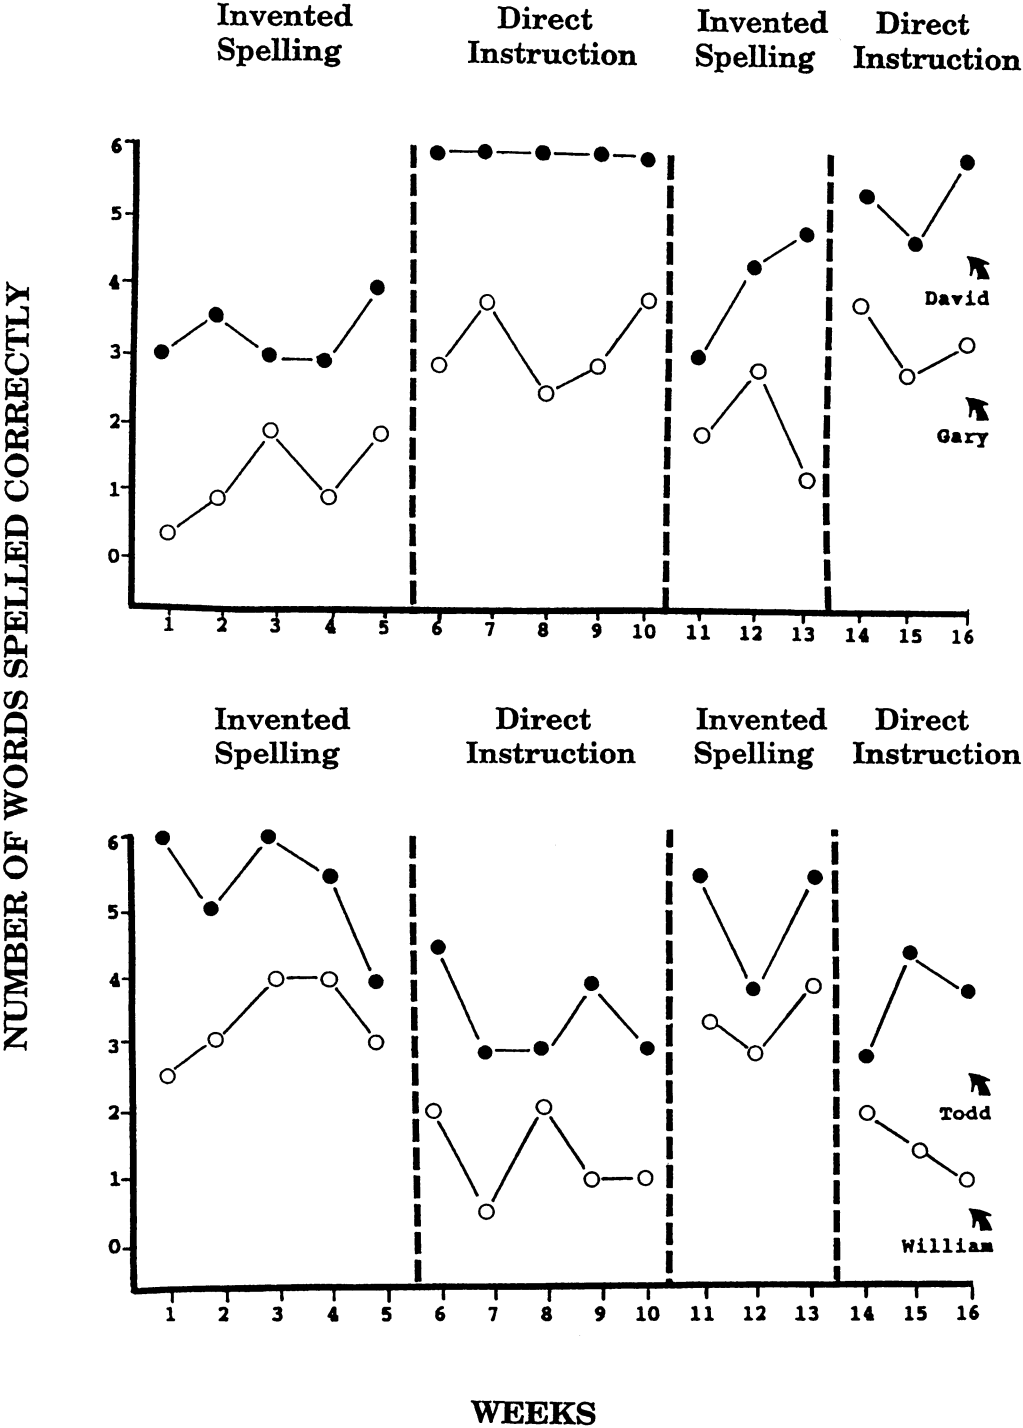 Invented Spelling
Direct Instruction
Invented Spelling
Direct Instruction
NUMBER OF WORDS SPELLED CORRECTLY
6
5
4
3
2
1
0
David
Gary
1 2 3 4 5 6 7 8 9 10 11 12 13 14 15 16
Invented Spelling
Direct Instruction
Invented Spelling
Direct Instruction
6
5
4
3
2
1
0
Todd
William
1 2 3 4 5 6 7 8 9 10 11 12 13 14 15 16
WEEKS